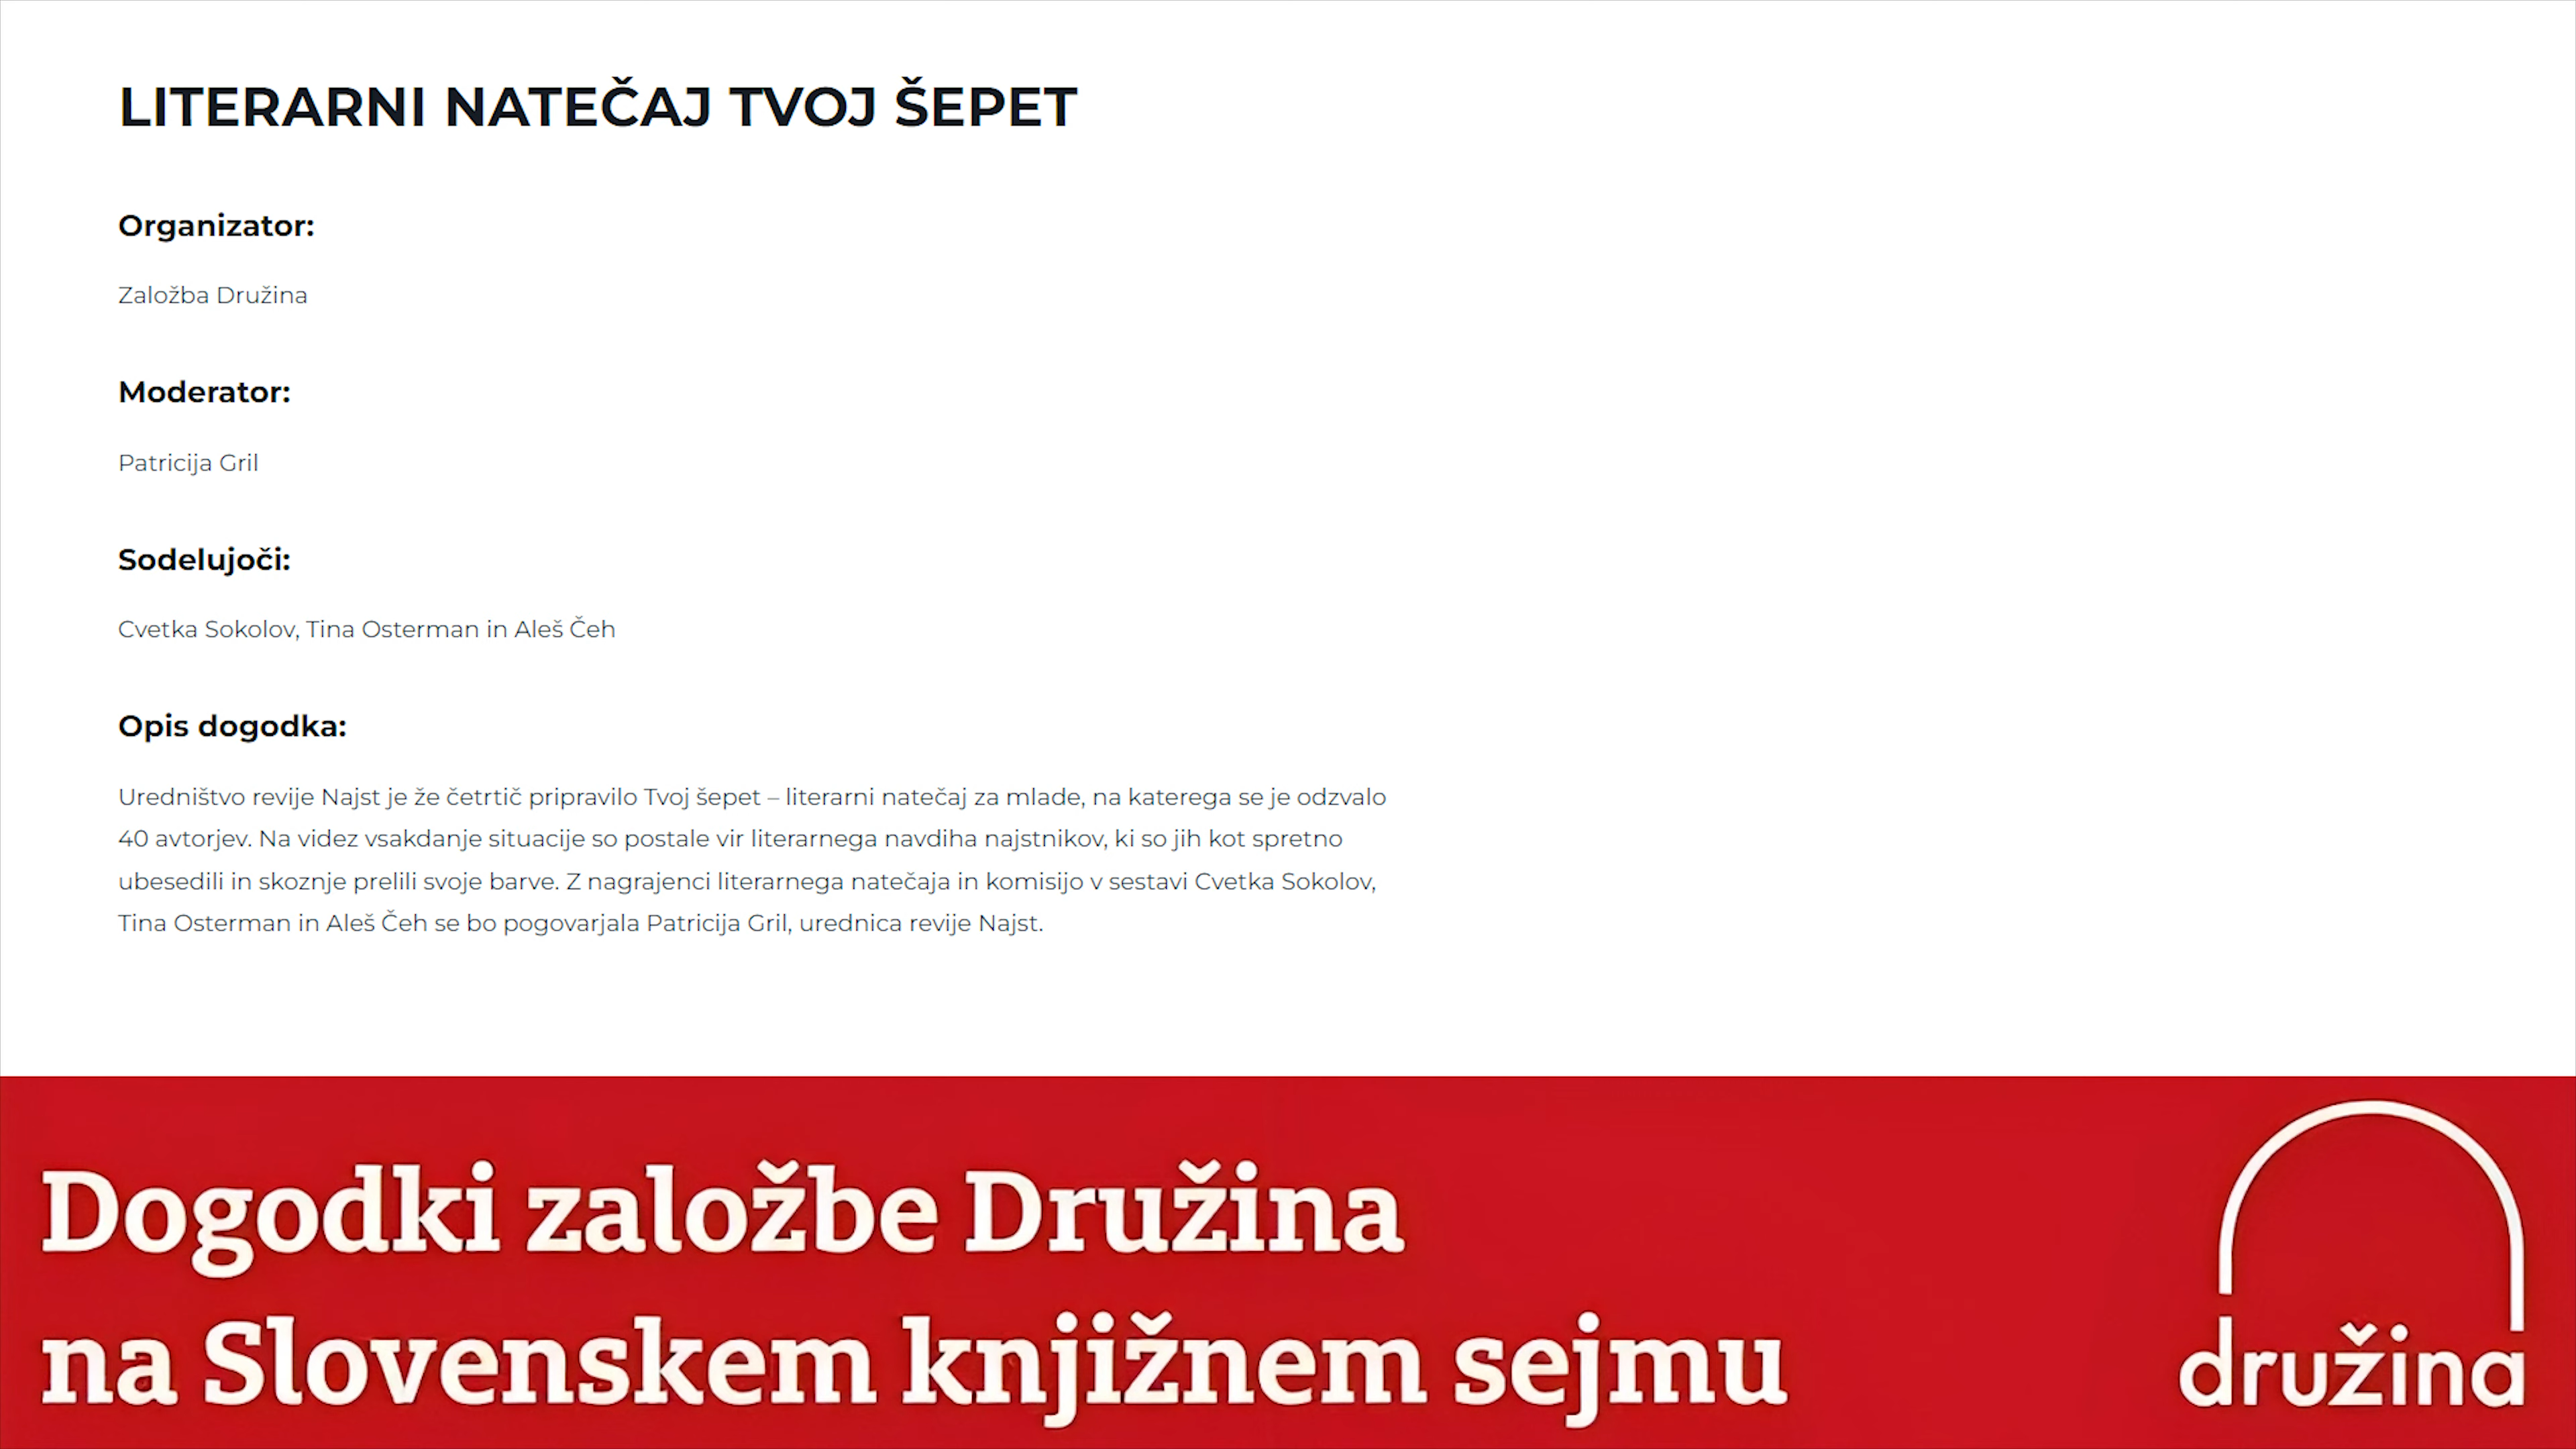 LITERARNI NATEČAJ TVOJ ŠEPET
Organizator:
Založba Družina
Moderator:
Patricija Gril
Sodelujoči:
Cvetka Sokolov, Tina Osterman in Aleš Čeh
Opis dogodka:
Uredništvo revije Najst je že četrtič pripravilo Tvoj šepet – literarni natečaj za mlade, na katerega se je odzvalo
40 avtorjev. Na videz vsakdanje situacije so postale vir literarnega navdiha najstnikov, ki so jih kot spretno
ubesedili in skoznje prelili svoje barve. Z nagrajenci literarnega natečaja in komisijo v sestavi Cvetka Sokolov,
Tina Osterman in Aleš Čeh se bo pogovarjala Patricija Gril, urednica revije Najst.
Dogodki založbe Družina
na Slovenskem knjižnem sejmu
družina